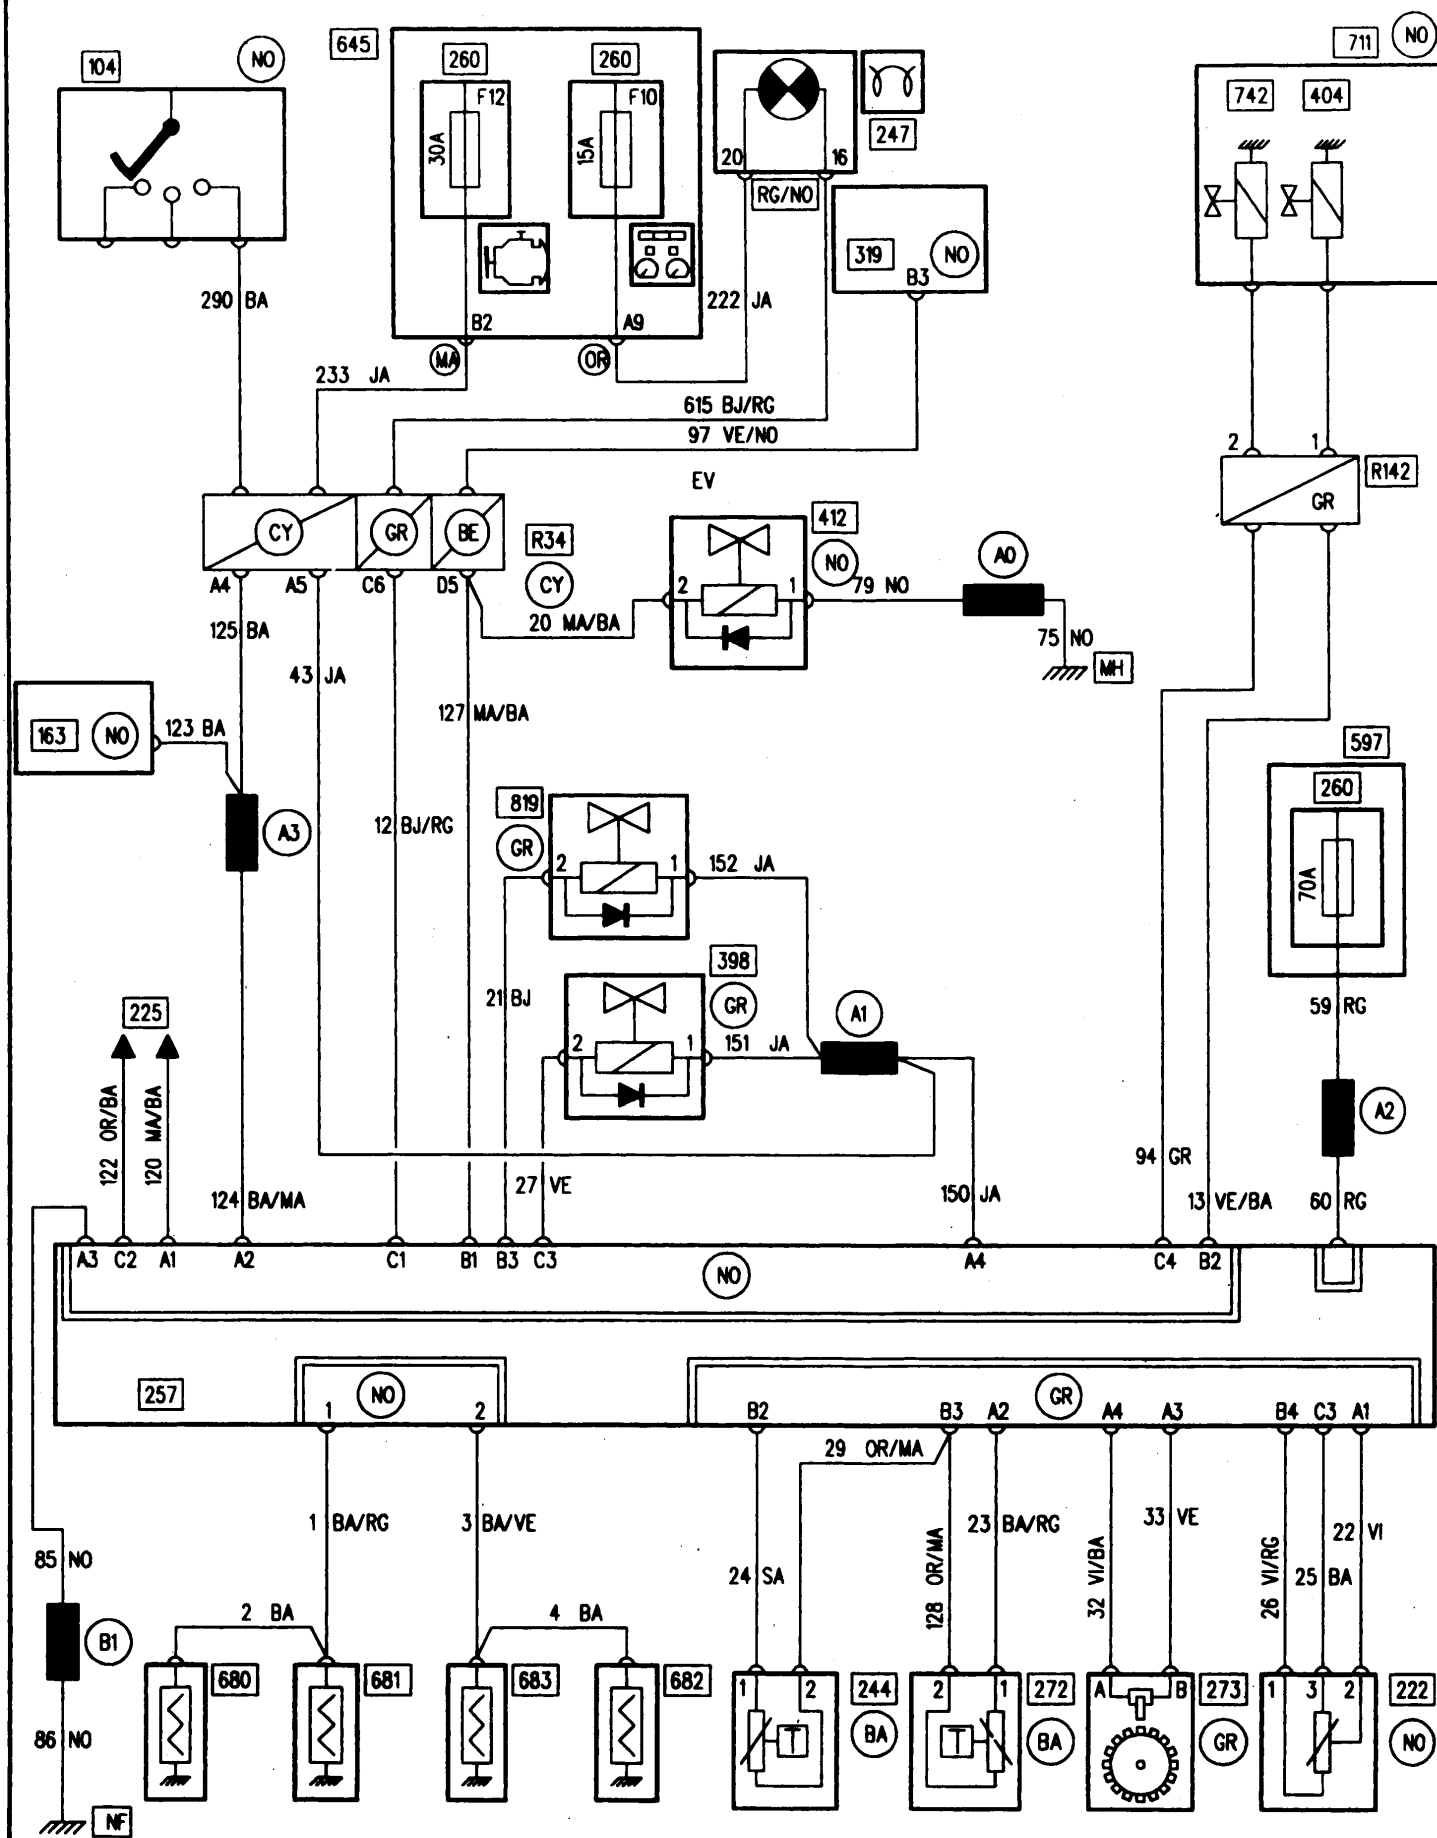 104 NO 645 260 260 711 NO
F12 F10 742 404
30A 15A 20 16 247
RG/NO
319 NO
B3
290 BA B2 A9 222 JA
MA OR
233 JA
615 BJ/RG
97 VE/NO
2 1
R142
EV
GR
CY GR BE R34 412
NO A0
A4 A5 C6 D5 CY 2 1 79 NO
125 BA 20 MA/BA 75 NO
MH
43 JA
127 MA/BA
163 NO 123 BA 597
260
819
A3 12 BJ/RG GR 2 1 152 JA 70A
398
21 BJ GR
225 2 1 151 JA A1 59 RG
122 OR/BA 120 MA/BA A2
94 GR
124 BA/MA 27 VE 150 JA 13 VE/BA 60 RG
A3 C2 A1 A2 C1 B1 B3 C3 A4 C4 B2
NO
257 NO GR
1 2 B2 B3 A2 A4 A3 B4 C3 A1
29 OR/MA
1 BA/RG 3 BA/VE 23 BA/RG 33 VE 22 VI
85 NO 24 SA 128 OR/MA 32 VI/BA 26 VI/RG 25 BA
2 BA 4 BA
B1
680 681 683 682 1 2 244 2 1 272 A B 273 1 3 2 222
86 NO T BA T BA GR NO
NF